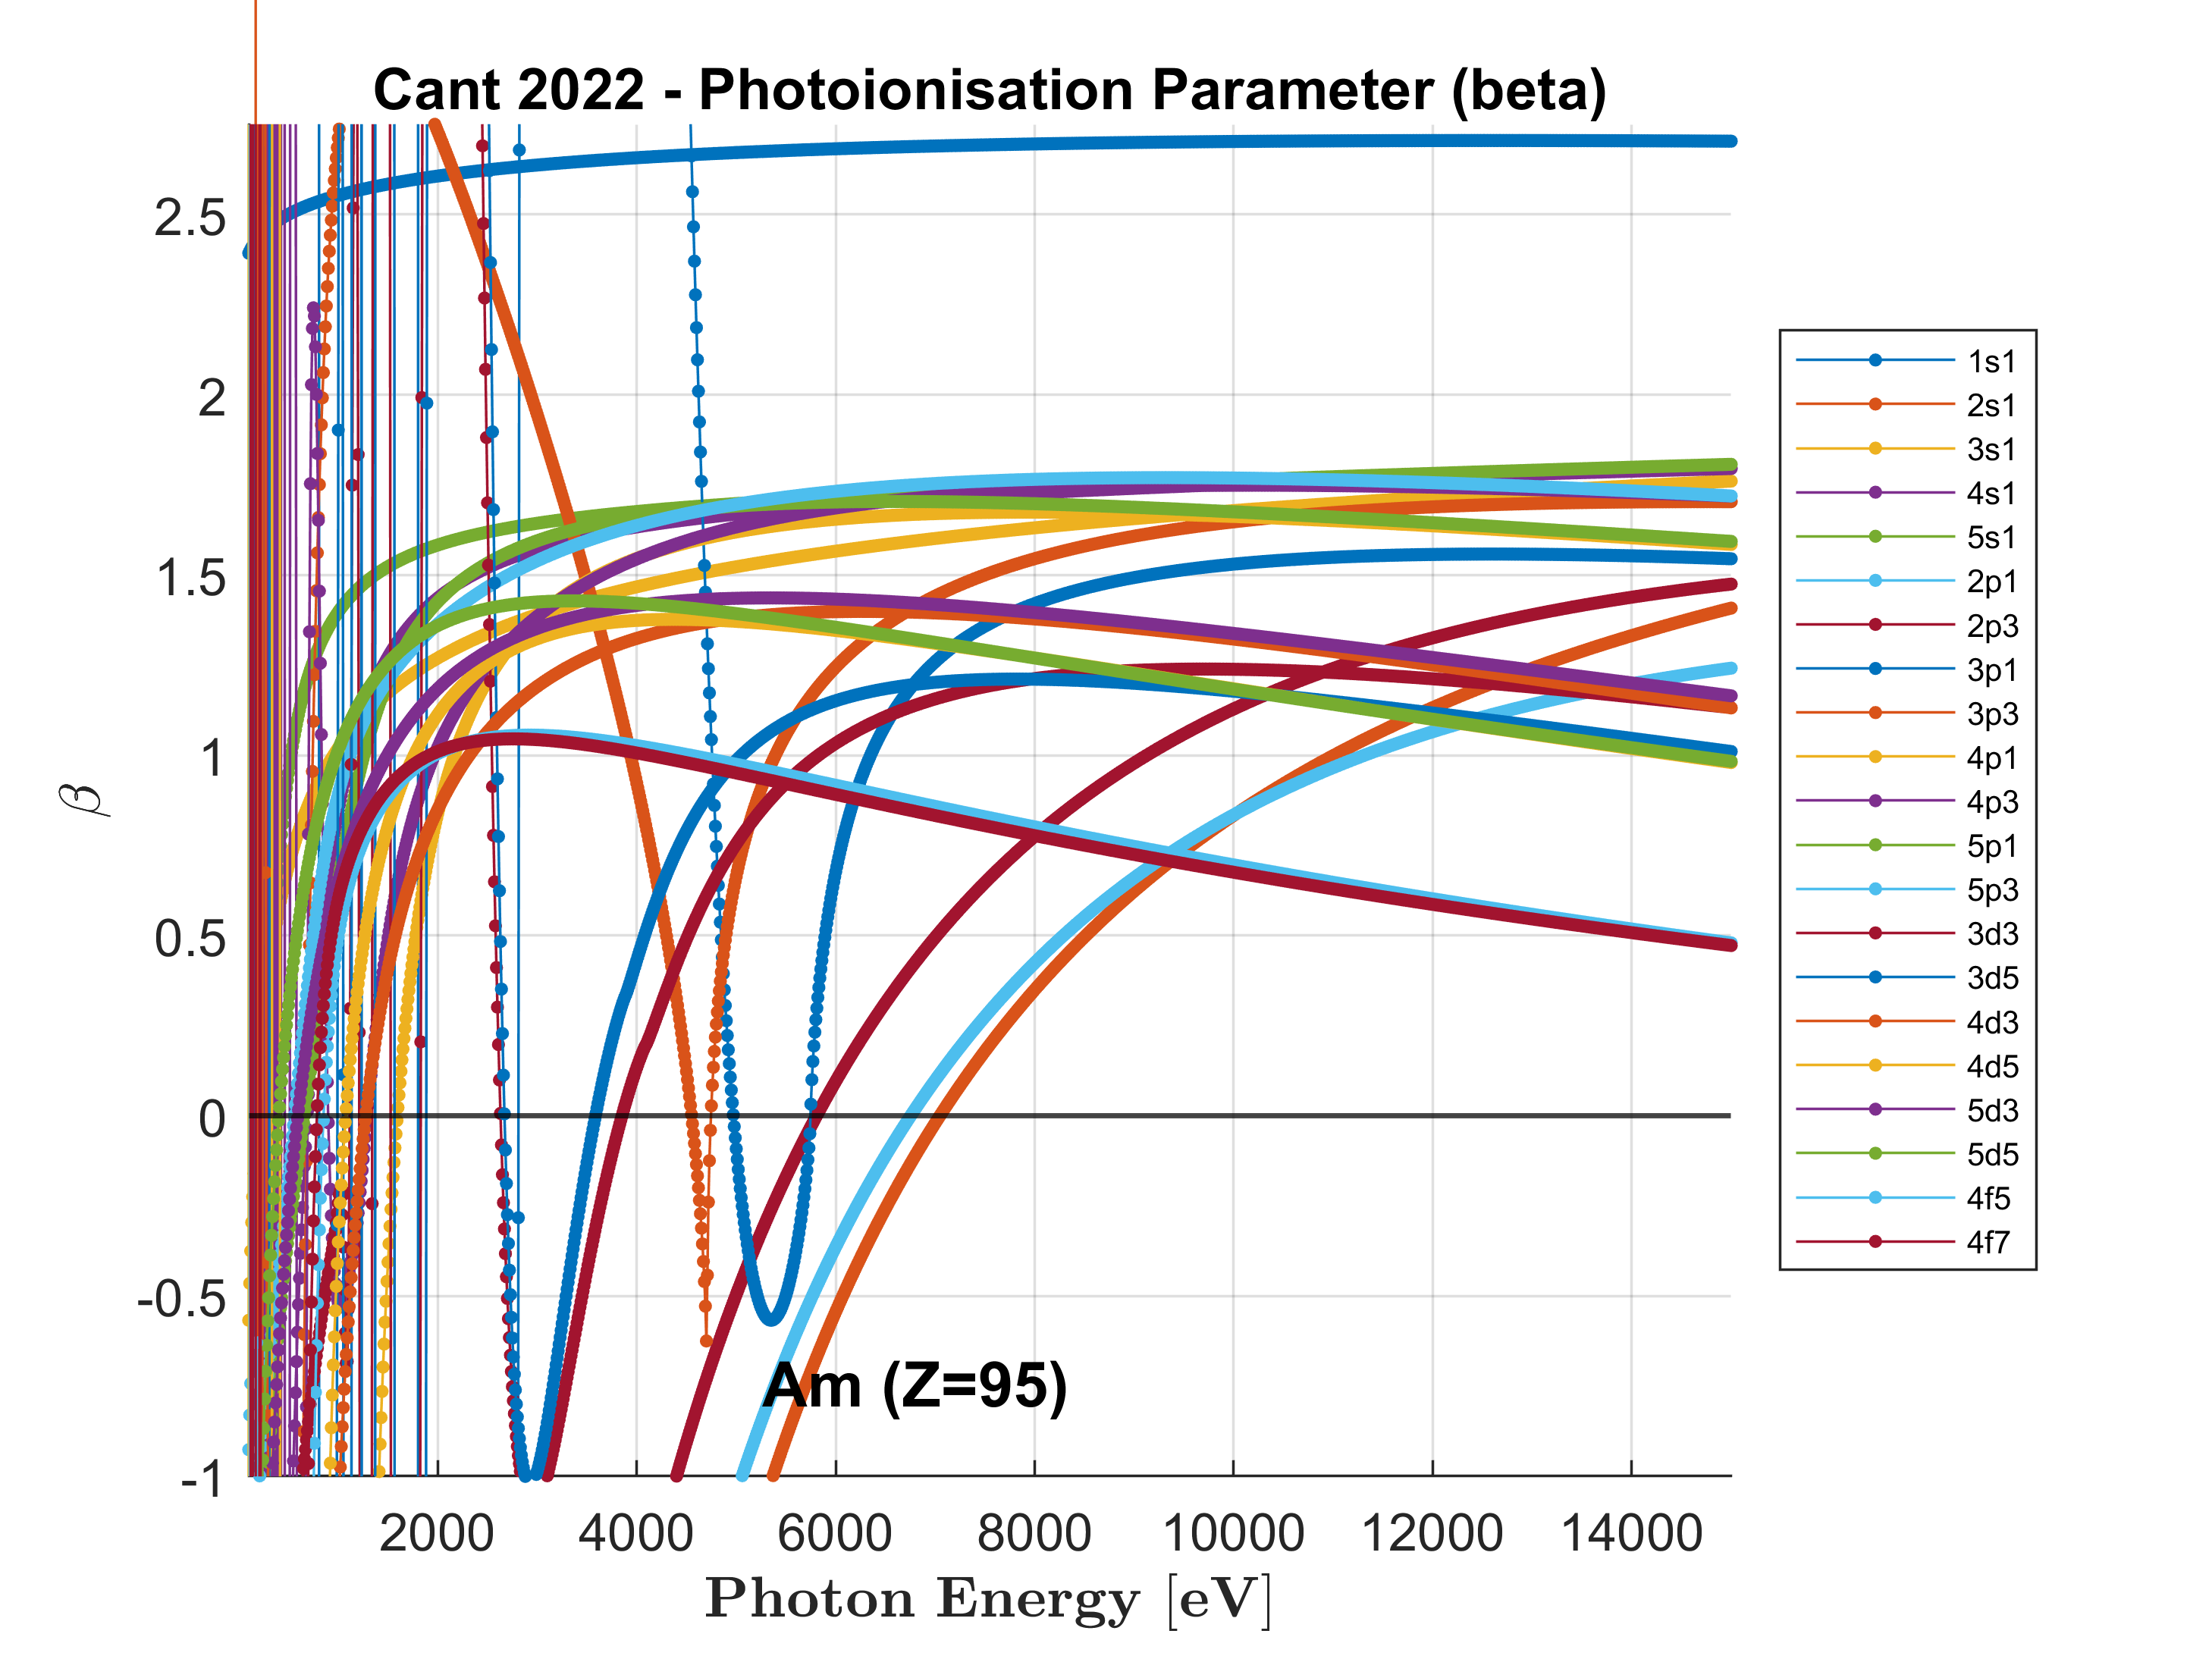 Cant 2022 - Photoionisation Parameter (beta)
2.5
2
1.5
1
0.5
0
-0.5
-1
β
Am (Z=95)
2000 4000 6000 8000 10000 12000 14000
Photon Energy [eV]
1s1
2s1
3s1
4s1
5s1
2p1
2p3
3p1
3p3
4p1
4p3
5p1
5p3
3d3
3d5
4d3
4d5
5d3
5d5
4f5
4f7